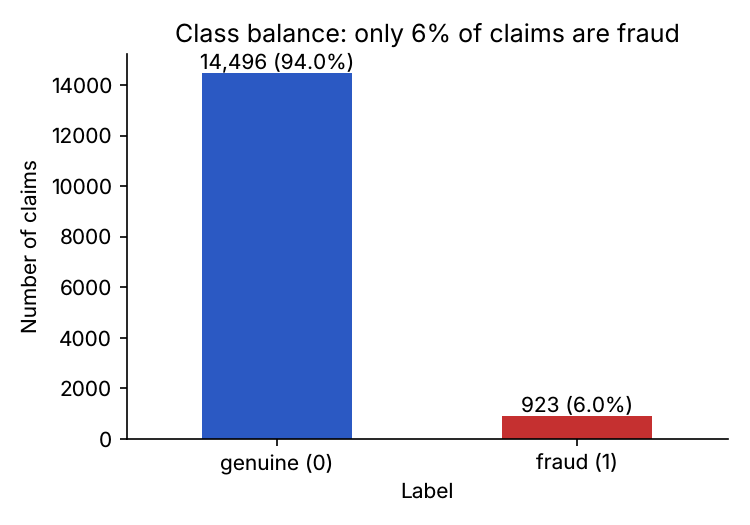 Class balance: only 6% of claims are fraud
14,496 (94.0%)
14000
12000
10000
8000
6000
4000
2000
0
Number of claims
923 (6.0%)
genuine (0)
fraud (1)
Label